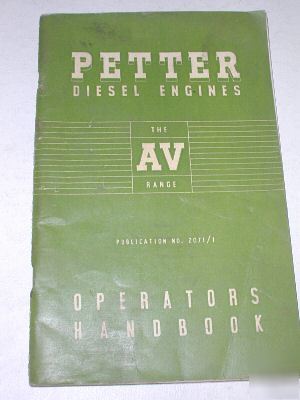 PETTER
DIESEL ENGINES
THE
AV
RANGE
PUBLICATION NO. 2071/1
OPERATORS
HANDBOOK